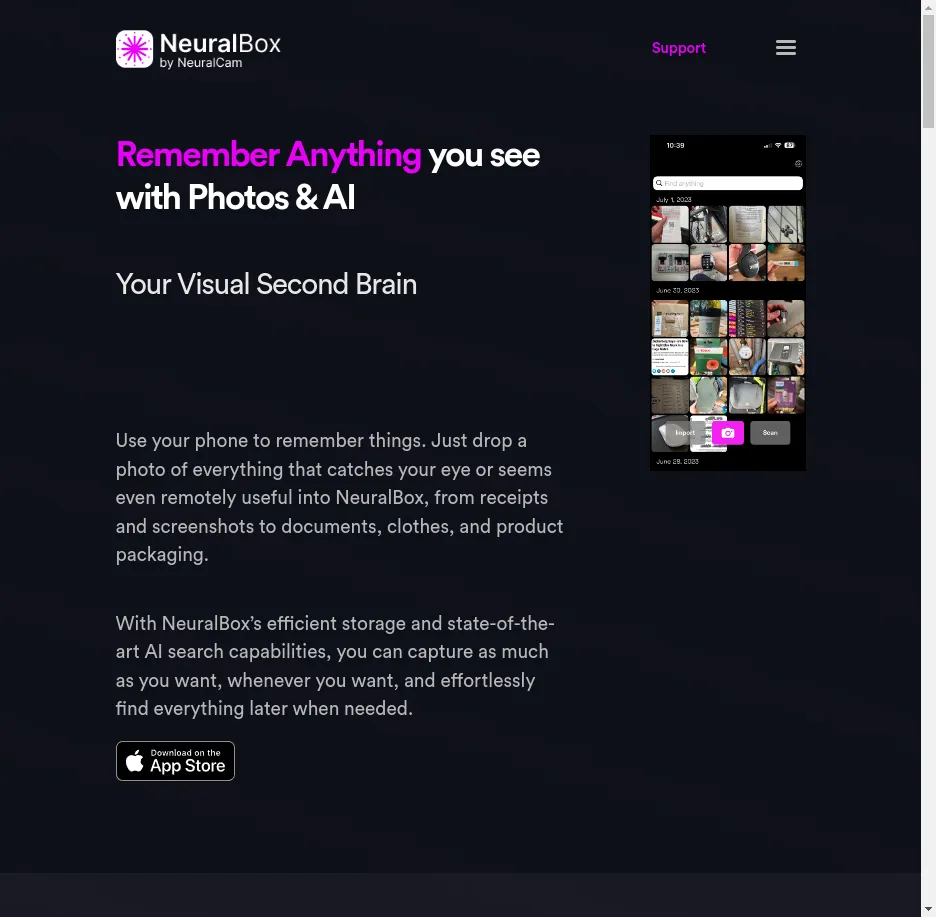 NeuralBox
by NeuralCam
Support
Remember Anything you see
with Photos & AI
Your Visual Second Brain
Use your phone to remember things. Just drop a
photo of everything that catches your eye or seems
even remotely useful into NeuralBox, from receipts
and screenshots to documents, clothes, and product
packaging.
With NeuralBox’s efficient storage and state-of-the-
art AI search capabilities, you can capture as much
as you want, whenever you want, and effortlessly
find everything later when needed.
Download on the
App Store
10:39
Find anything
July 1, 2023
June 30, 2023
Import
Scan
June 28, 2023